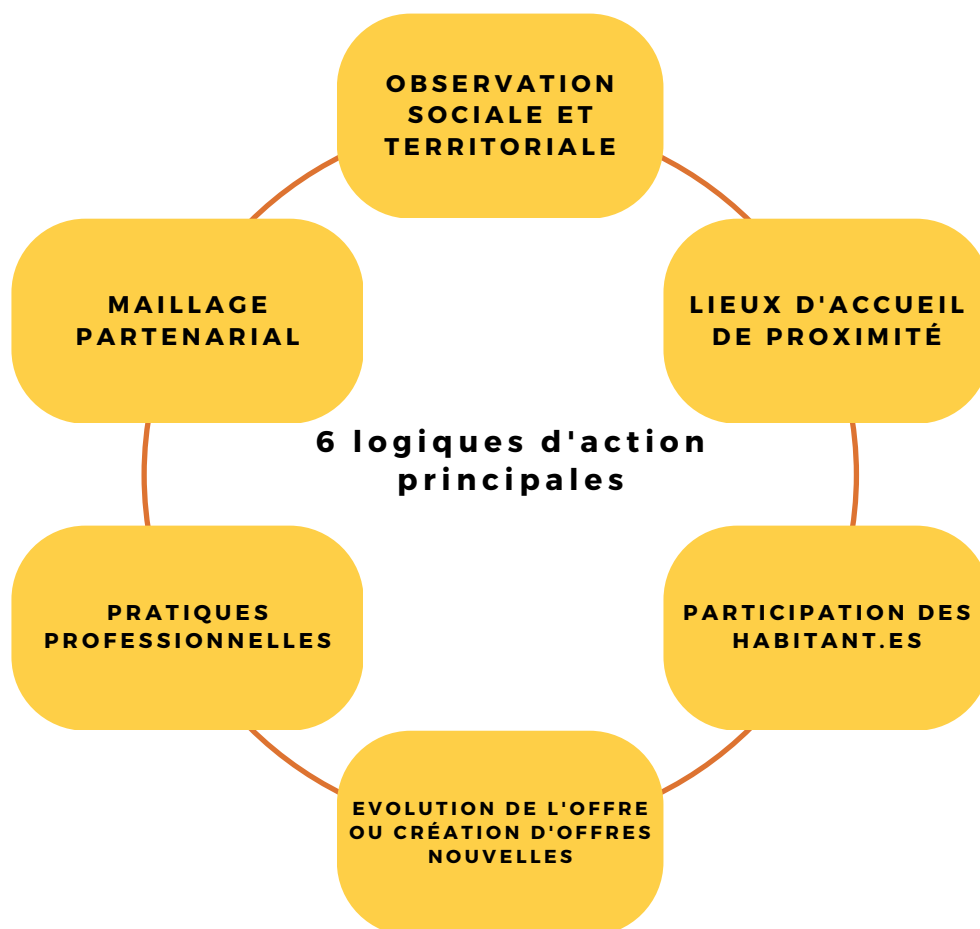 OBSERVATION
SOCIALE ET
TERRITORIALE
MAILLAGE
PARTENARIAL
LIEUX D'ACCUEIL
DE PROXIMITÉ
6 logiques d'action
principales
PRATIQUES
PROFESSIONNELLES
PARTICIPATION DES
HABITANT.ES
EVOLUTION DE L'OFFRE
OU CRÉATION D'OFFRES
NOUVELLES